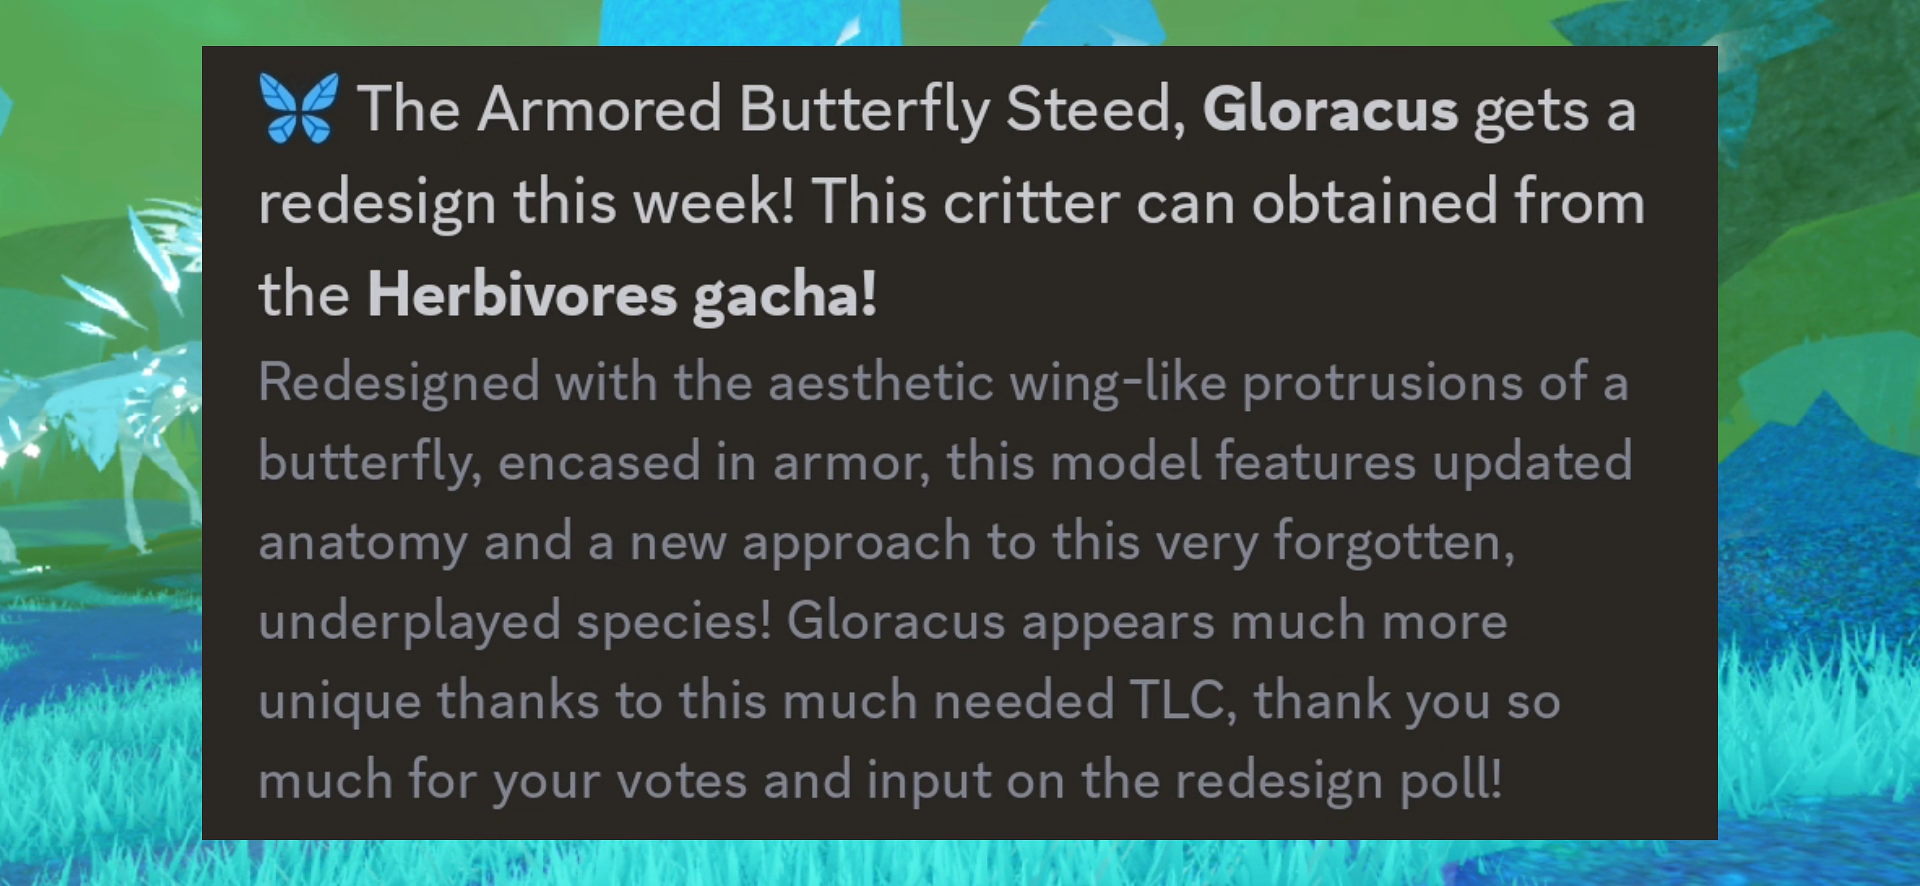 🦋 The Armored Butterfly Steed, Gloracus gets a
redesign this week! This critter can obtained from
the Herbivores gacha!
Redesigned with the aesthetic wing-like protrusions of a
butterfly, encased in armor, this model features updated
anatomy and a new approach to this very forgotten,
underplayed species! Gloracus appears much more
unique thanks to this much needed TLC, thank you so
much for your votes and input on the redesign poll!